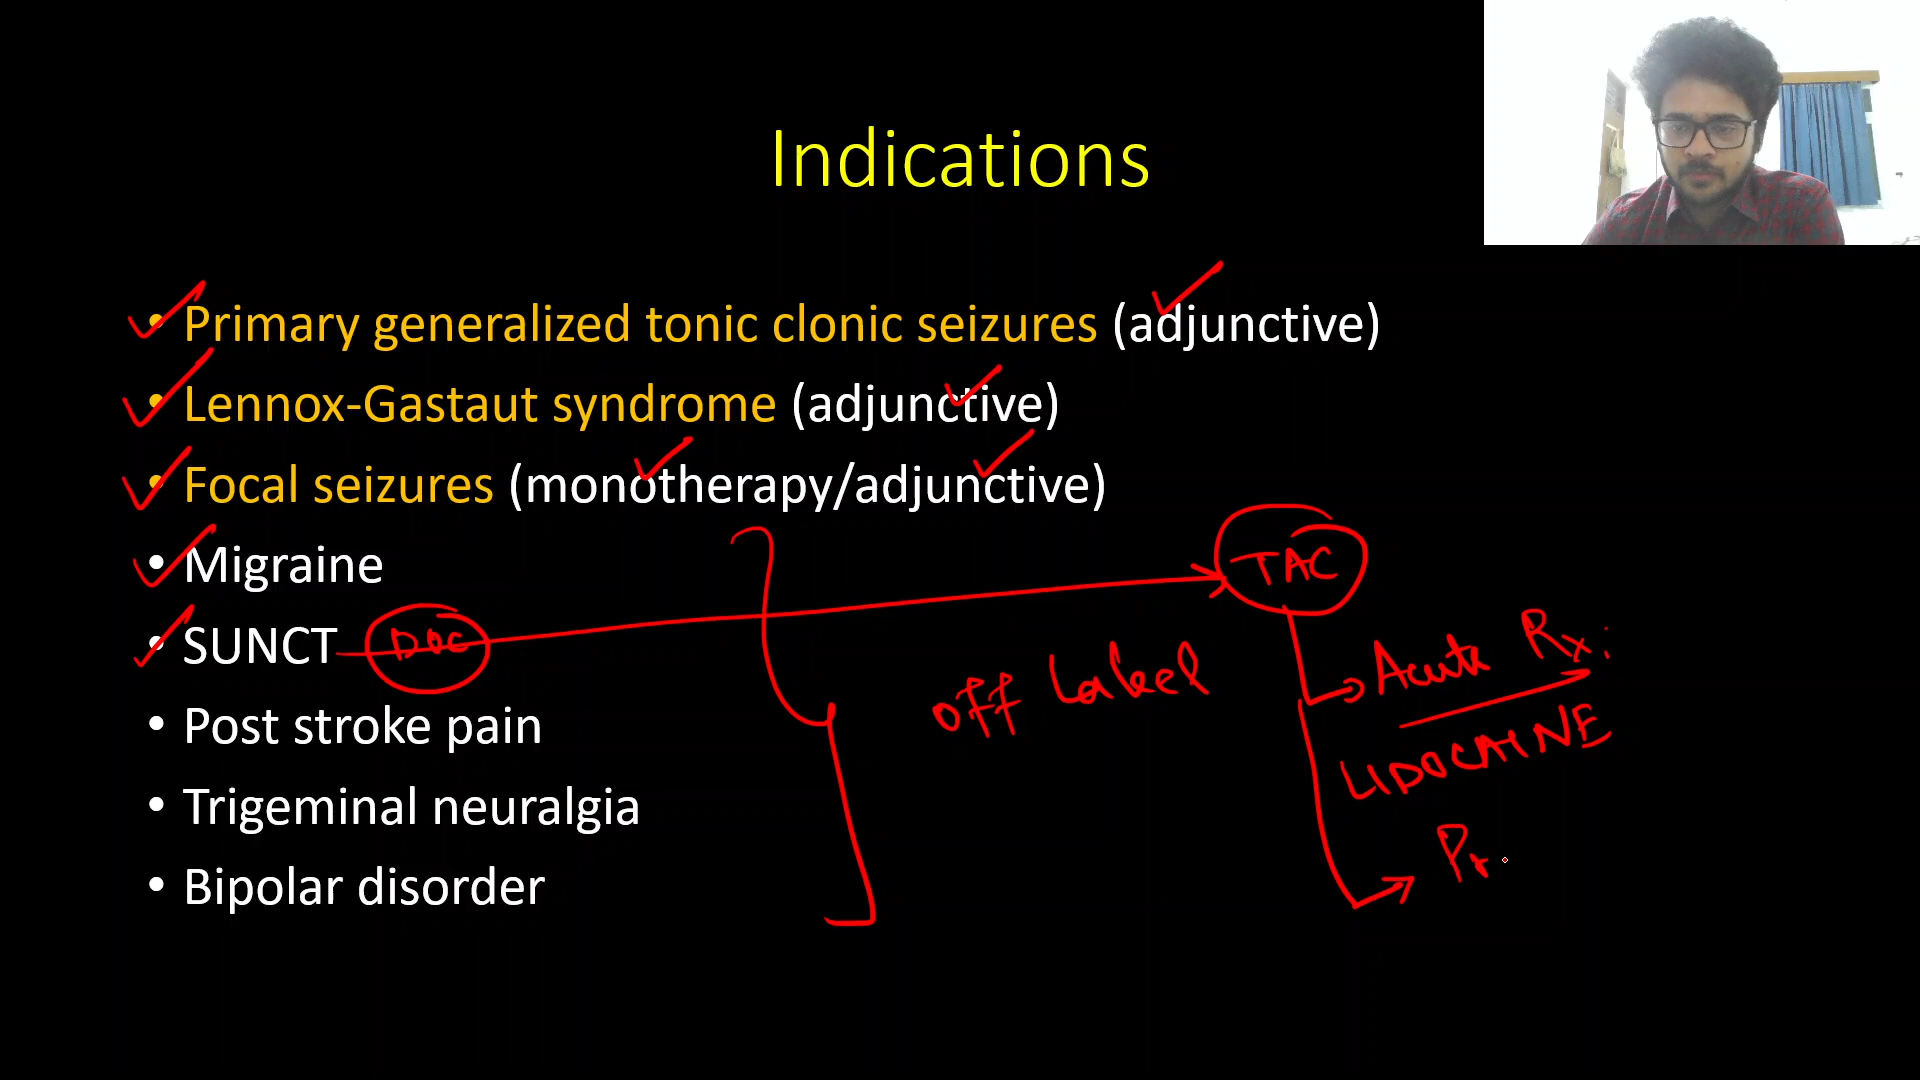 Indications
• Primary generalized tonic clonic seizures (adjunctive)
• Lennox-Gastaut syndrome (adjunctive)
• Focal seizures (monotherapy/adjunctive)
• Migraine
TAC
• SUNCT DOC
Acute Rx:
off label
• Post stroke pain
LIDOCAINE
• Trigeminal neuralgia
Pr
• Bipolar disorder